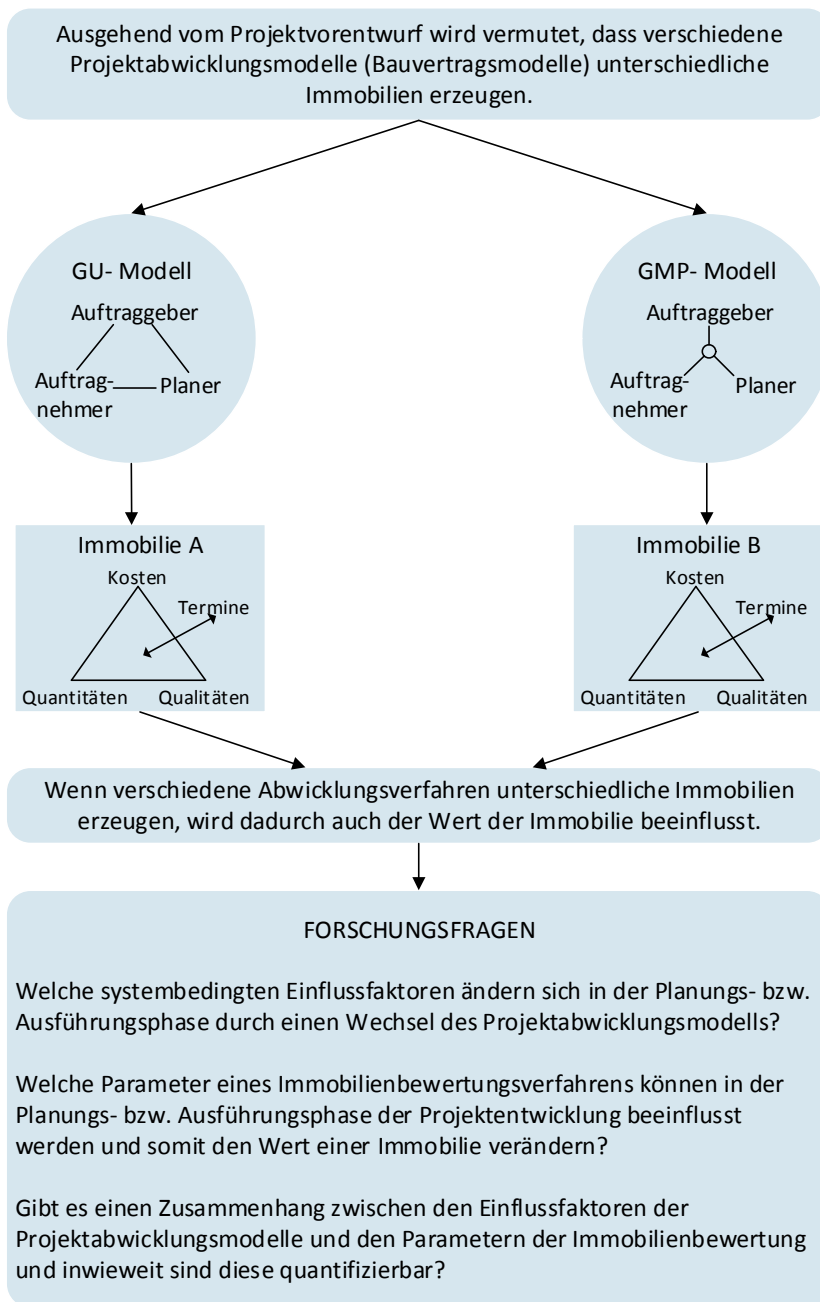 Ausgehend vom Projektvorentwurf wird vermutet, dass verschiedene
Projektabwicklungsmodelle (Bauvertragsmodelle) unterschiedliche
Immobilien erzeugen.
GU- Modell
Auftraggeber
Auftrag-
nehmer
Planer
GMP- Modell
Auftraggeber
Auftrag-
nehmer
Planer
Immobilie A
Kosten
Termine
Quantitäten
Qualitäten
Immobilie B
Kosten
Termine
Quantitäten
Qualitäten
Wenn verschiedene Abwicklungsverfahren unterschiedliche Immobilien
erzeugen, wird dadurch auch der Wert der Immobilie beeinflusst.
FORSCHUNGSFRAGEN
Welche systembedingten Einflussfaktoren ändern sich in der Planungs- bzw.
Ausführungsphase durch einen Wechsel des Projektabwicklungsmodells?
Welche Parameter eines Immobilienbewertungsverfahrens können in der
Planungs- bzw. Ausführungsphase der Projektentwicklung beeinflusst
werden und somit den Wert einer Immobilie verändern?
Gibt es einen Zusammenhang zwischen den Einflussfaktoren der
Projektabwicklungsmodelle und den Parametern der Immobilienbewertung
und inwieweit sind diese quantifizierbar?